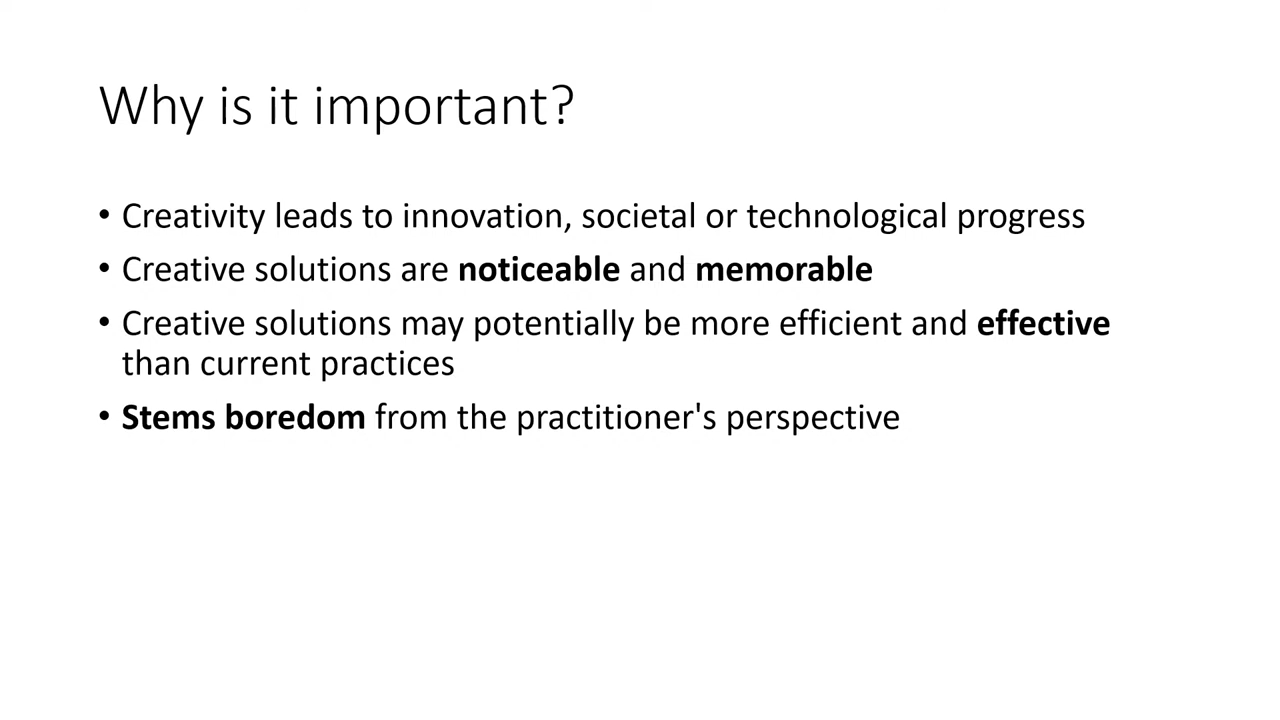 Why is it important?
• Creativity leads to innovation, societal or technological progress
• Creative solutions are noticeable and memorable
• Creative solutions may potentially be more efficient and effective
than current practices
• Stems boredom from the practitioner's perspective